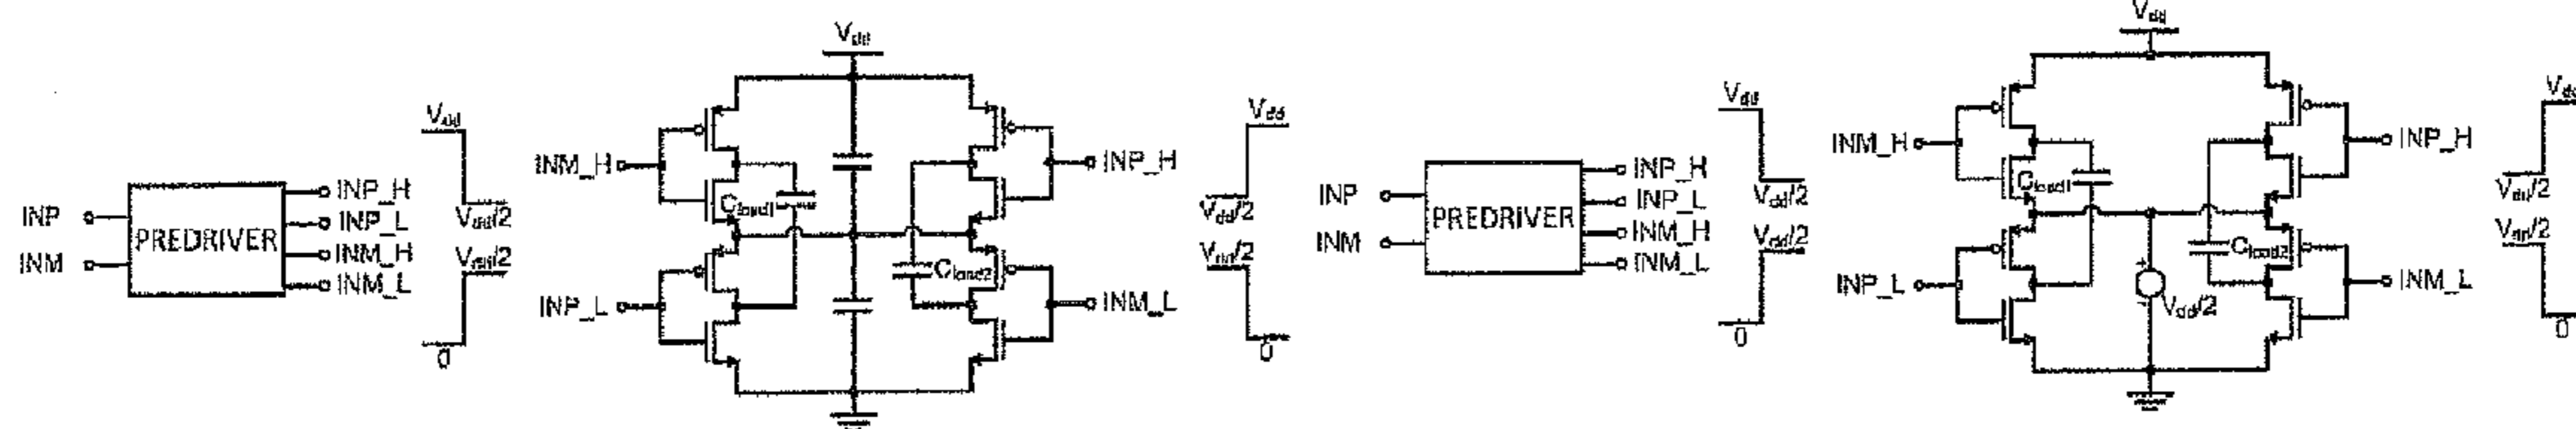 INP
INM
PREDRIVER
INP_H
INP_L
INM_H
INM_L
Vdd
Vdd/2
Vdd/2
0
Vdd
INM_H
INP_L
Cload1
Cload2
INP_H
INM_L
Vdd
Vdd/2
Vdd/2
0
INP
INM
PREDRIVER
INP_H
INP_L
INM_H
INM_L
Vdd
Vdd/2
Vdd/2
0
Vdd
INM_H
INP_L
Cload1
Cload2
Vdd/2
INP_H
INM_L
Vdd/2
Vdd/2
0